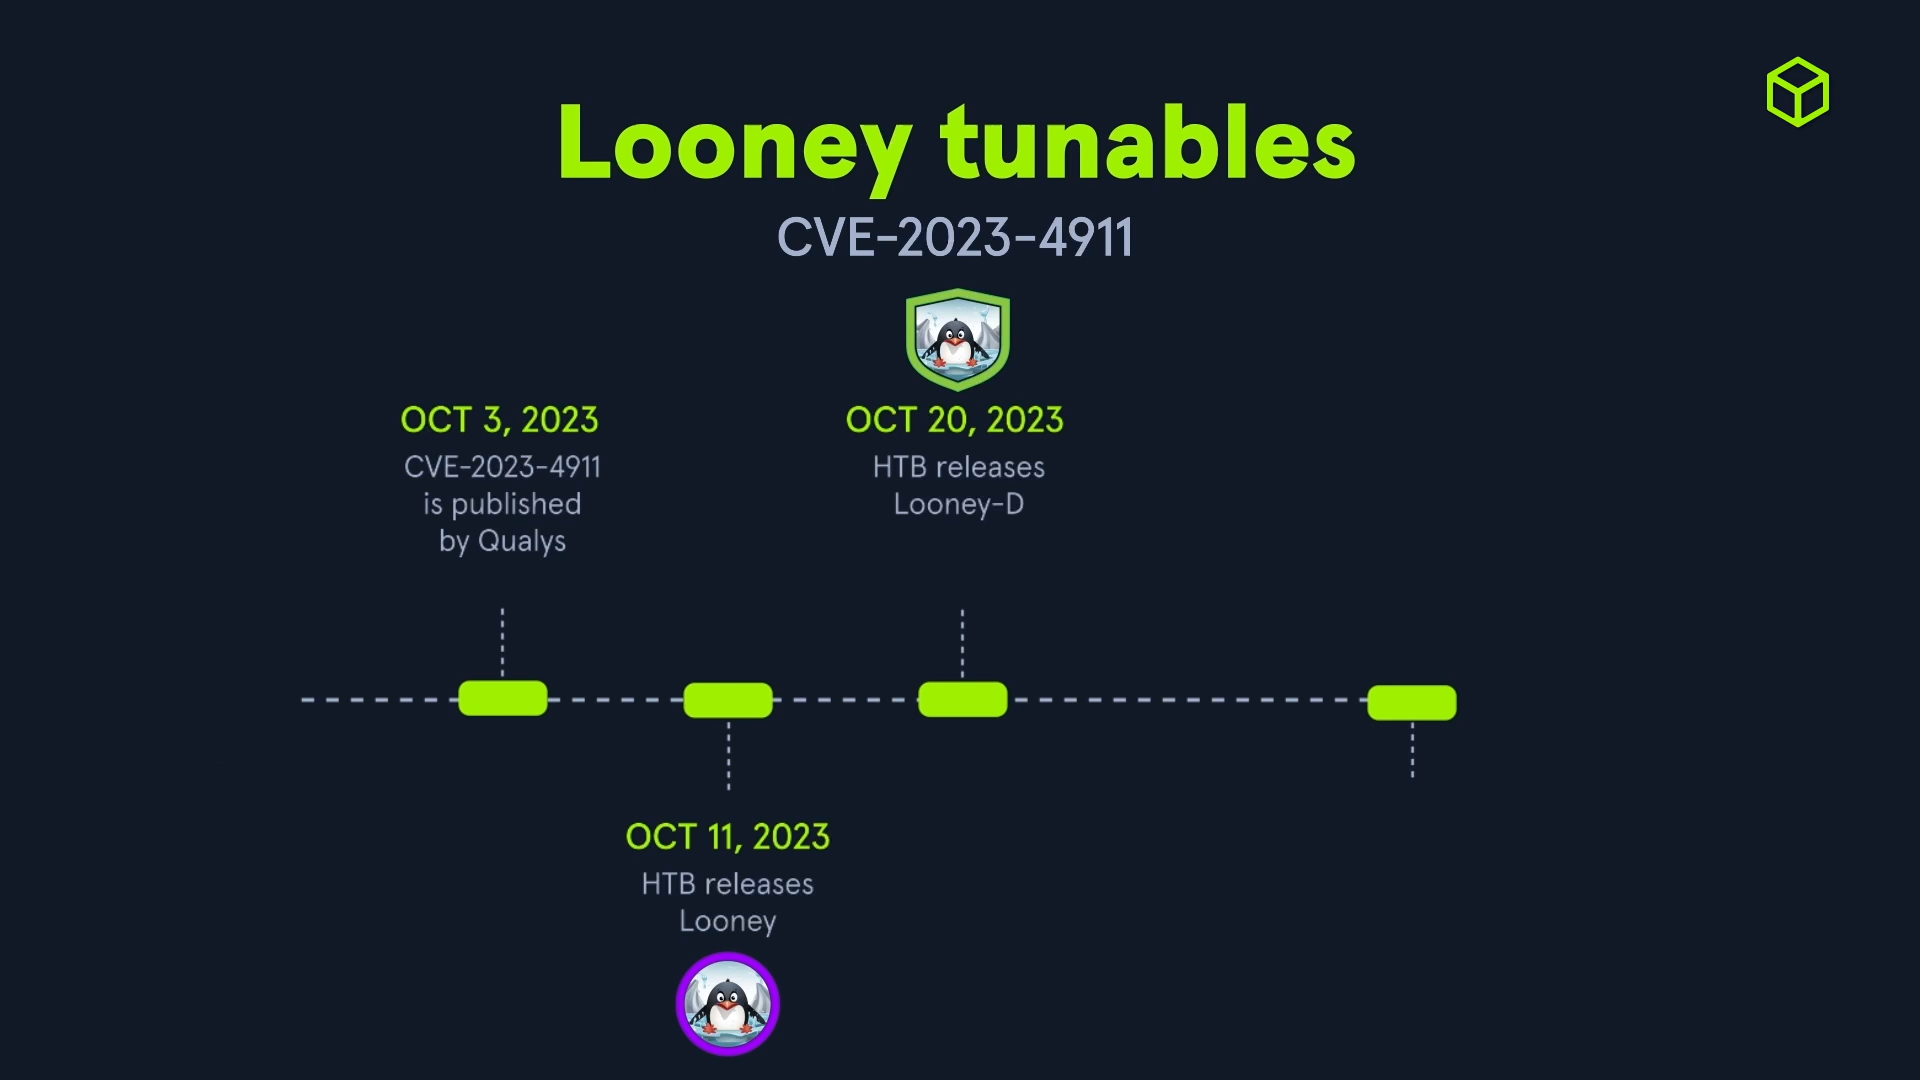 Looney tunables
CVE-2023-4911
OCT 3, 2023
CVE-2023-4911
is published
by Qualys
OCT 20, 2023
HTB releases
Looney-D
OCT 11, 2023
HTB releases
Looney